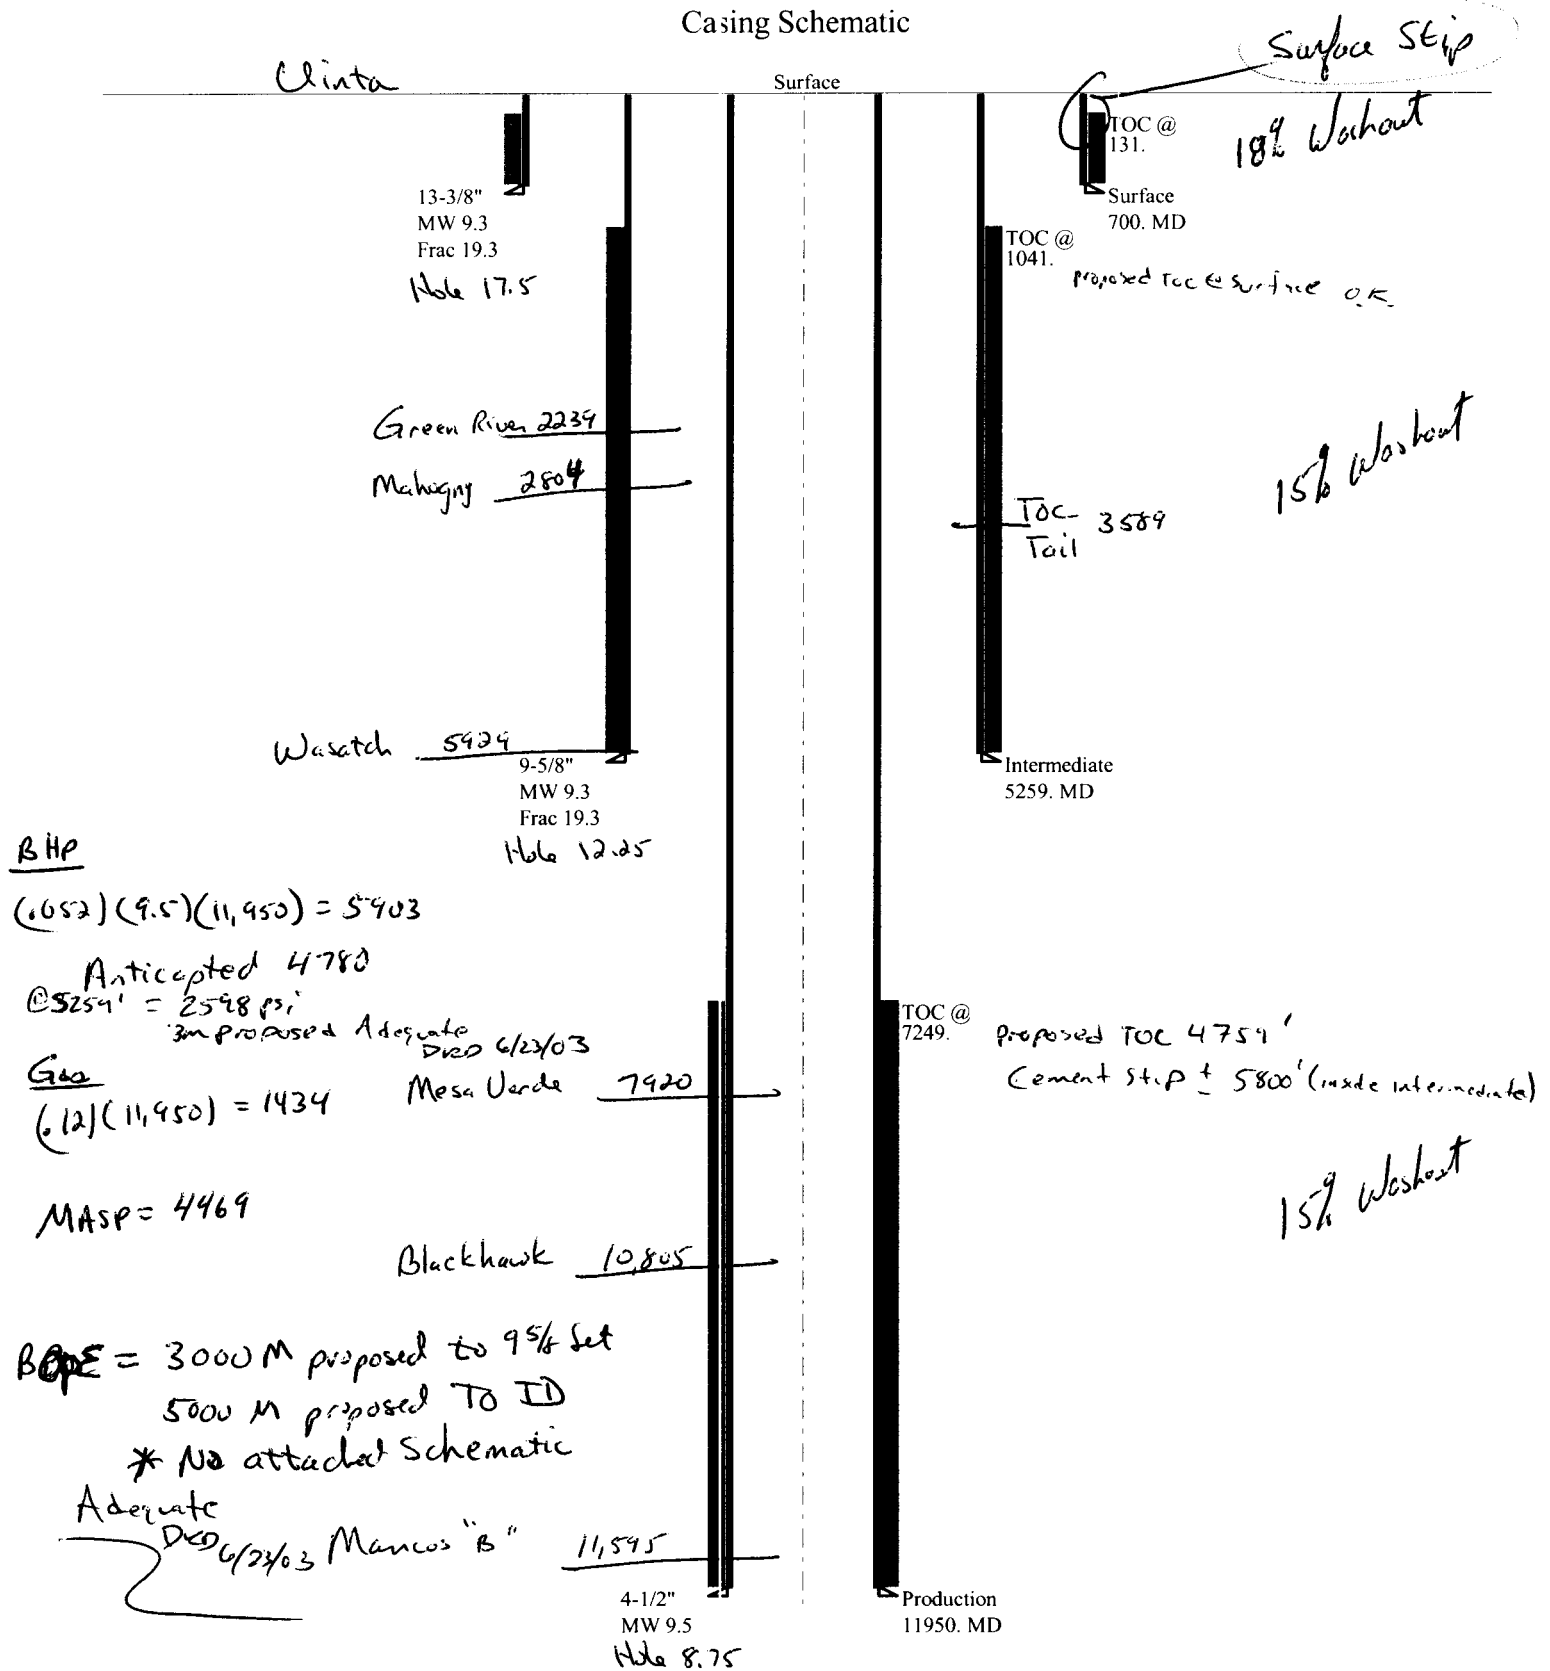 Casing Schematic
Surface Stip
Uinta
Surface
TOC @
131.
18% Washout
13-3/8"
MW 9.3
Frac 19.3
Hole 17.5
Surface
700. MD
TOC @
1041.
proposed TOC @ Surface O.K.
Green River 2239
Mahogny 2804
15% Washout
TOC
Tail 3589
Wasatch 5929
9-5/8"
MW 9.3
Frac 19.3
Hole 12.25
Intermediate
5259. MD
BHP
(.052)(9.5)(11,950) = 5903
Anticapted 4780
@5259' = 2598 psi
3m proposed Adequate
DKD 6/23/03
Gas
(.12)(11,950) = 1434
MASP = 4469
TOC @
7249.
Proposed TOC 4759'
Cement Stip ± 5800' (inside intermediate)
Mesa Verde 7920
15% Washout
Blackhawk 10,805
BOPE = 3000 M proposed to 9 5/8 Set
5000 M proposed TO TD
* No attached Schematic
Adequate
DKD 6/23/03
Mancos "B" 11,595
4-1/2"
MW 9.5
Hole 8.75
Production
11950. MD